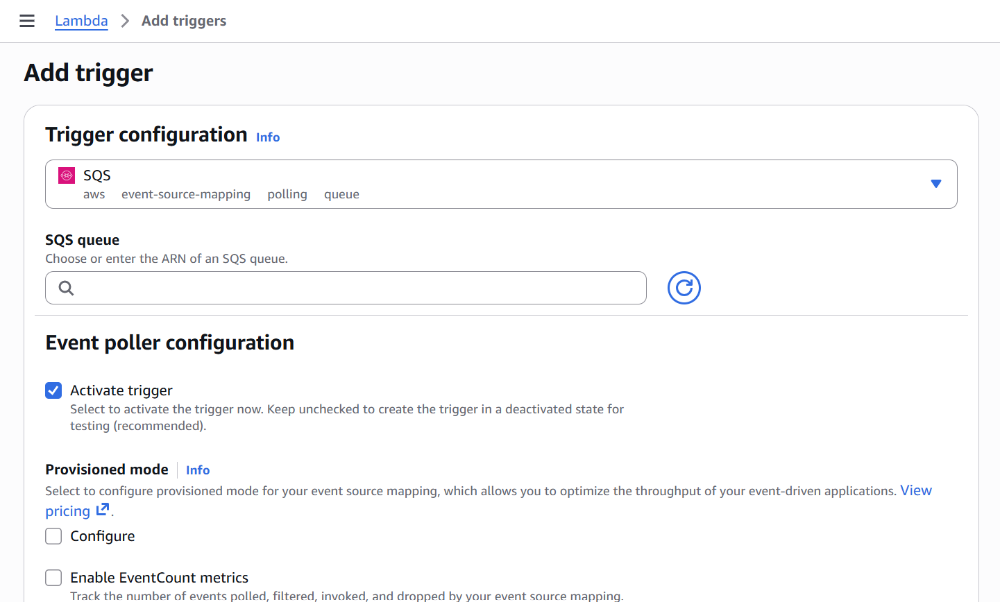 Lambda > Add triggers
Add trigger
Trigger configuration Info
SQS
aws event-source-mapping polling queue
SQS queue
Choose or enter the ARN of an SQS queue.
Event poller configuration
Activate trigger
Select to activate the trigger now. Keep unchecked to create the trigger in a deactivated state for
testing (recommended).
Provisioned mode Info
Select to configure provisioned mode for your event source mapping, which allows you to optimize the throughput of your event-driven applications. View
pricing .
Configure
Enable EventCount metrics
Track the number of events polled, filtered, invoked, and dropped by your event source mapping.